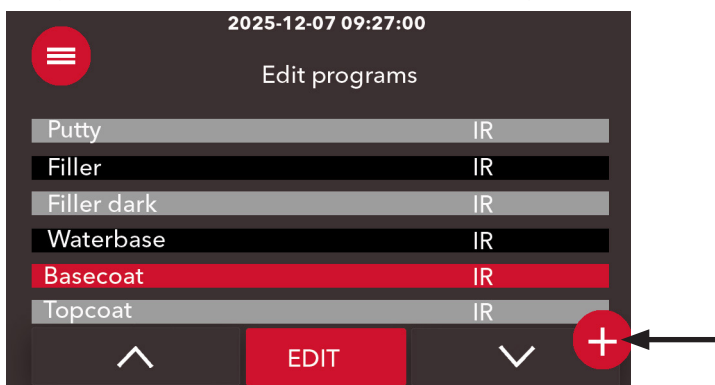 2025-12-07 09:27:00
Edit programs
Putty IR
Filler IR
Filler dark IR
Waterbase IR
Basecoat IR
Topcoat IR
EDIT